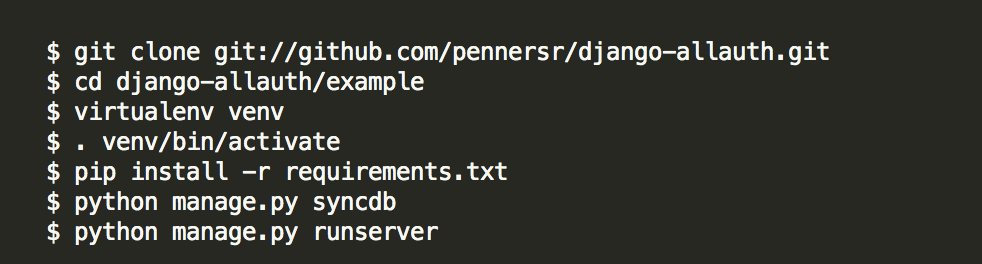 $ git clone git://github.com/pennersr/django-allauth.git
$ cd django-allauth/example
$ virtualenv venv
$ . venv/bin/activate
$ pip install -r requirements.txt
$ python manage.py syncdb
$ python manage.py runserver